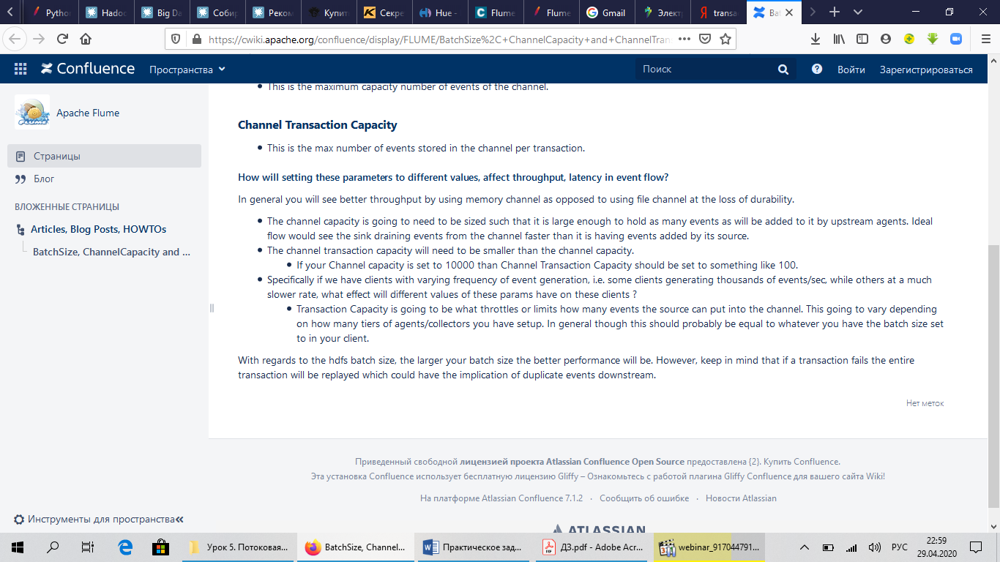 Python
Hadoo
Big Da
Собир
Реком
Купит
Секре
Hue -
Flume
Flume
Gmail
Элект
transa
Bat
https://cwiki.apache.org/confluence/display/FLUME/BatchSize%2C+ChannelCapacity+and+ChannelTran
Confluence
Пространства
Поиск
Войти
Зарегистрироваться
This is the maximum capacity number of events of the channel.
Apache Flume
Страницы
Блог
ВЛОЖЕННЫЕ СТРАНИЦЫ
Articles, Blog Posts, HOWTOs
BatchSize, ChannelCapacity and ...
Channel Transaction Capacity
This is the max number of events stored in the channel per transaction.
How will setting these parameters to different values, affect throughput, latency in event flow?
In general you will see better throughput by using memory channel as opposed to using file channel at the loss of durability.
The channel capacity is going to need to be sized such that it is large enough to hold as many events as will be added to it by upstream agents. Ideal
flow would see the sink draining events from the channel faster than it is having events added by its source.
The channel transaction capacity will need to be smaller than the channel capacity.
If your Channel capacity is set to 10000 than Channel Transaction Capacity should be set to something like 100.
Specifically if we have clients with varying frequency of event generation, i.e. some clients generating thousands of events/sec, while others at a much
slower rate, what effect will different values of these params have on these clients ?
Transaction Capacity is going to be what throttles or limits how many events the source can put into the channel. This going to vary depending
on how many tiers of agents/collectors you have setup. In general though this should probably be equal to whatever you have the batch size set
to in your client.
With regards to the hdfs batch size, the larger your batch size the better performance will be. However, keep in mind that if a transaction fails the entire
transaction will be replayed which could have the implication of duplicate events downstream.
Нет меток
Приведенный свободной лицензией проекта Atlassian Confluence Open Source предоставлена {2}. Купить Confluence.
Эта установка Confluence использует бесплатную лицензию Gliffy – Ознакомьтесь с работой плагина Gliffy Confluence для вашего сайта Wiki!
На платформе Atlassian Confluence 7.1.2 · Сообщить об ошибке · Новости Atlassian
ATLASSIAN
Инструменты для пространства
Урок 5. Потоковая...
BatchSize, Channel...
Практическое зад...
ДЗ.pdf - Adobe Acr...
webinar_917044791...
РУС
22:59
29.04.2020